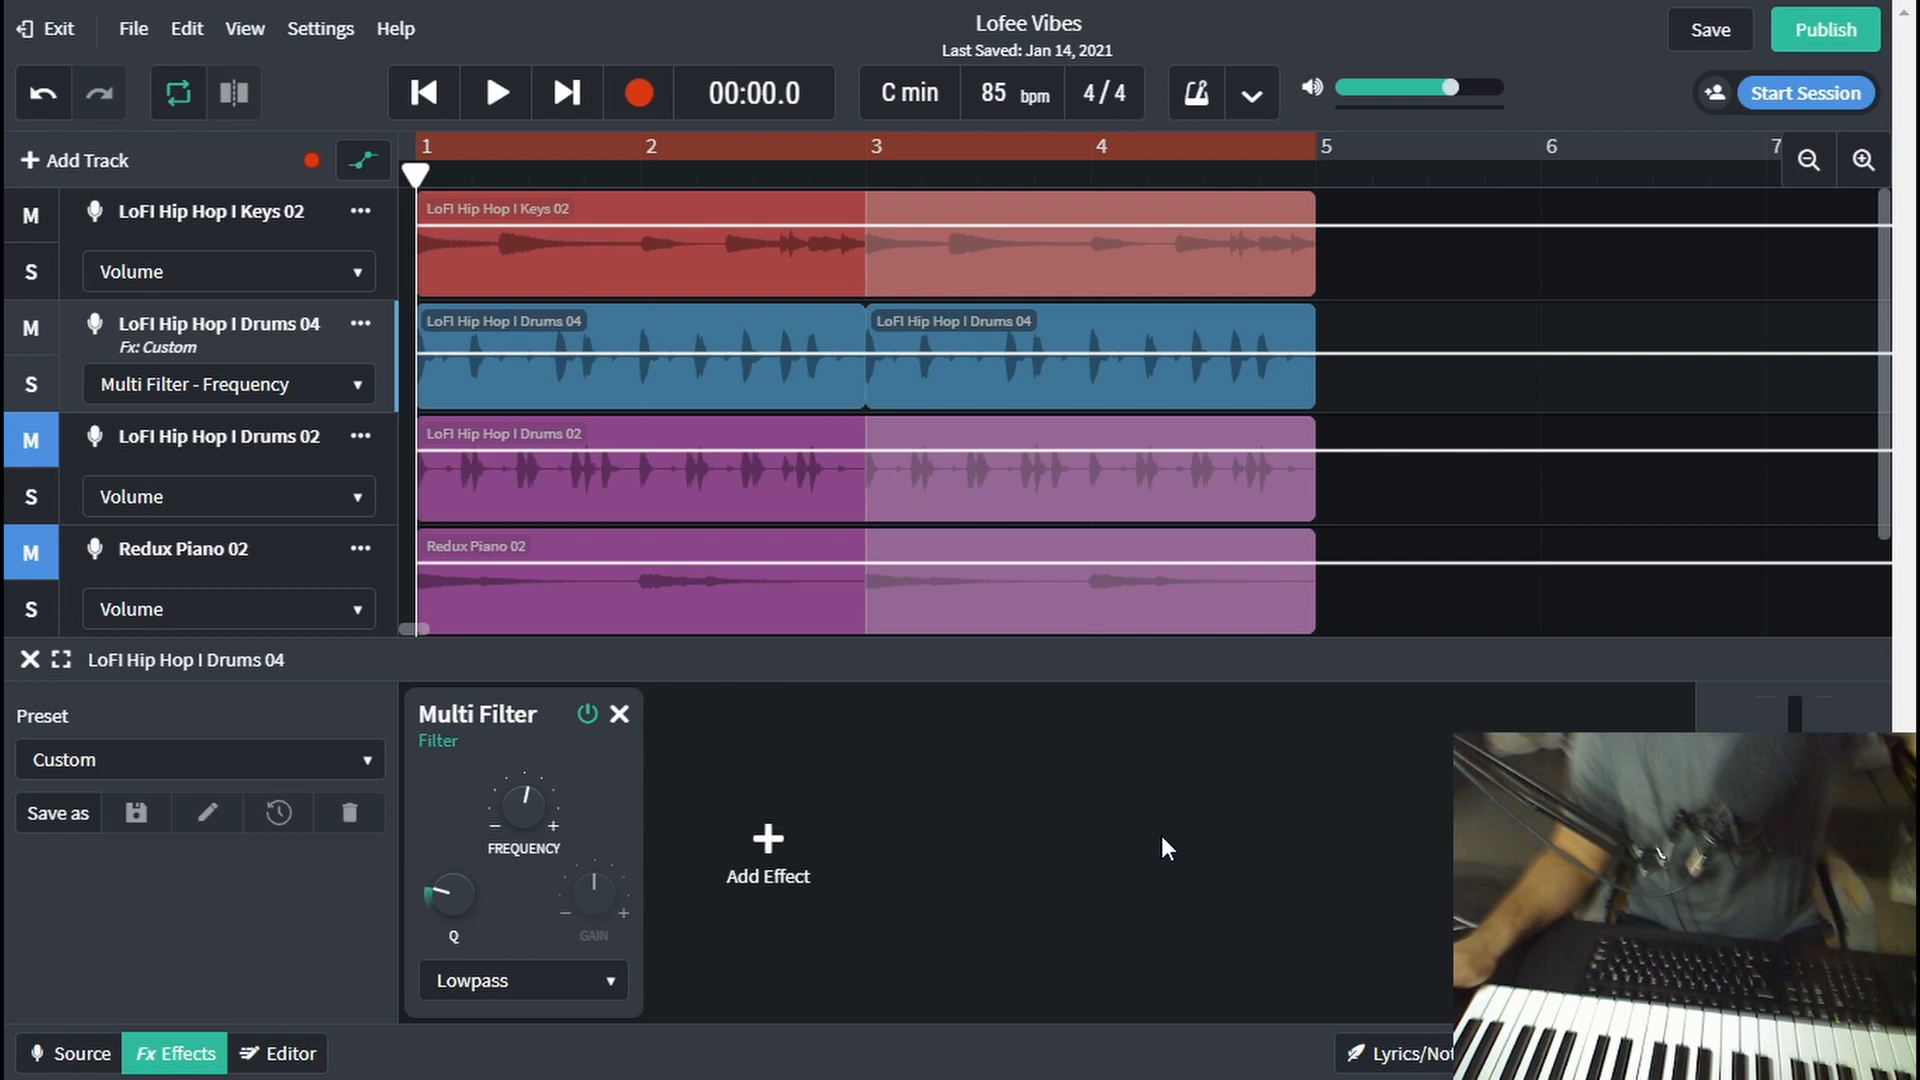 Exit
File
Edit
View
Settings
Help
Lofee Vibes
Last Saved: Jan 14, 2021
Save
Publish
00:00.0
C min
85 bpm
4 / 4
Start Session
+ Add Track
1
2
3
4
5
6
7
M
LoFI Hip Hop I Keys 02
S
Volume
LoFI Hip Hop I Keys 02
M
LoFI Hip Hop I Drums 04
Fx: Custom
S
Multi Filter - Frequency
LoFI Hip Hop I Drums 04
LoFI Hip Hop I Drums 04
M
LoFI Hip Hop I Drums 02
S
Volume
LoFI Hip Hop I Drums 02
M
Redux Piano 02
S
Volume
Redux Piano 02
LoFI Hip Hop I Drums 04
Preset
Custom
Save as
Multi Filter
Filter
FREQUENCY
Q
GAIN
Lowpass
Add Effect
Source
Fx Effects
Editor
Lyrics/Not